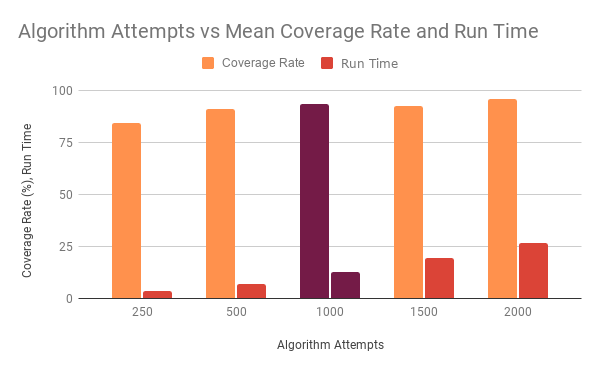 Algorithm Attempts vs Mean Coverage Rate and Run Time
Coverage Rate
Run Time
Coverage Rate (%), Run Time
100
75
50
25
0
250
500
1000
1500
2000
Algorithm Attempts